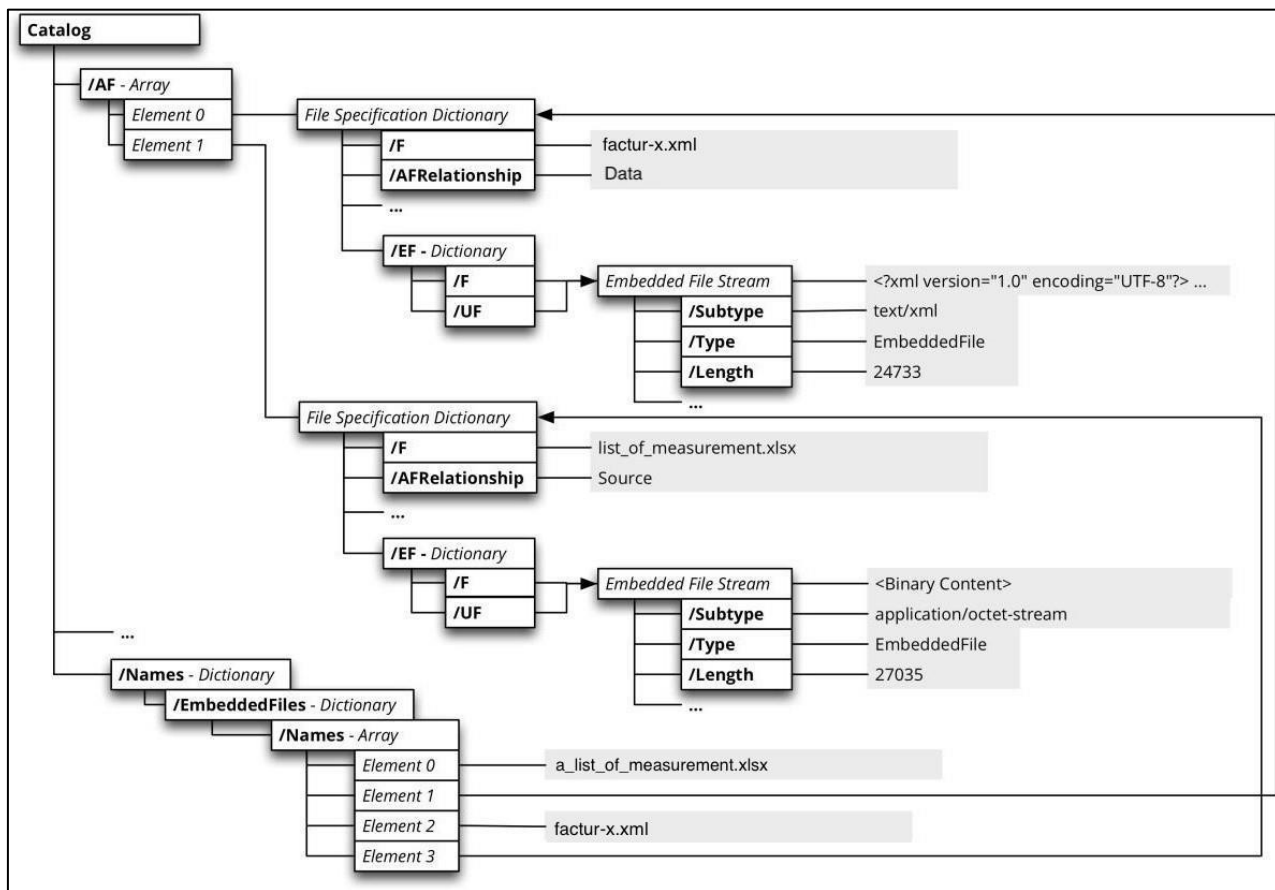 Catalog
/AF - Array
Element 0
Element 1
File Specification Dictionary
/F factur-x.xml
/AFRelationship Data
...
/EF - Dictionary
/F
/UF
Embedded File Stream <?xml version="1.0" encoding="UTF-8"?> ...
/Subtype text/xml
/Type EmbeddedFile
/Length 24733
...
File Specification Dictionary
/F list_of_measurement.xlsx
/AFRelationship Source
...
/EF - Dictionary
/F
/UF
Embedded File Stream <Binary Content>
/Subtype application/octet-stream
/Type EmbeddedFile
/Length 27035
...
...
/Names - Dictionary
/EmbeddedFiles - Dictionary
/Names - Array
Element 0 a_list_of_measurement.xlsx
Element 1
Element 2 factur-x.xml
Element 3